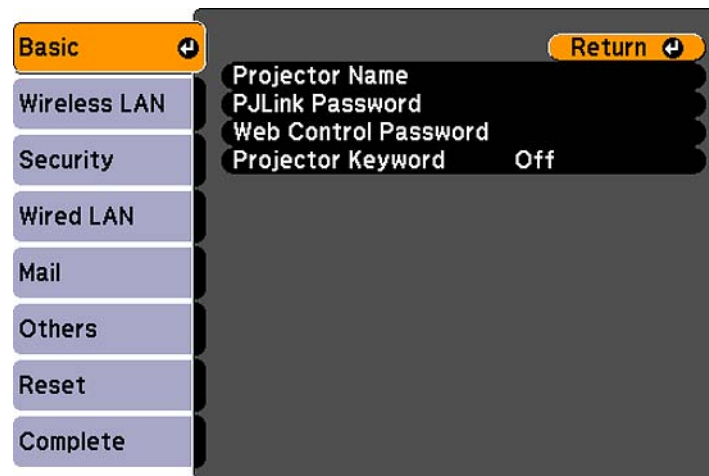 Basic
Wireless LAN
Security
Wired LAN
Mail
Others
Reset
Complete
Return
Projector Name
PJLink Password
Web Control Password
Projector Keyword Off